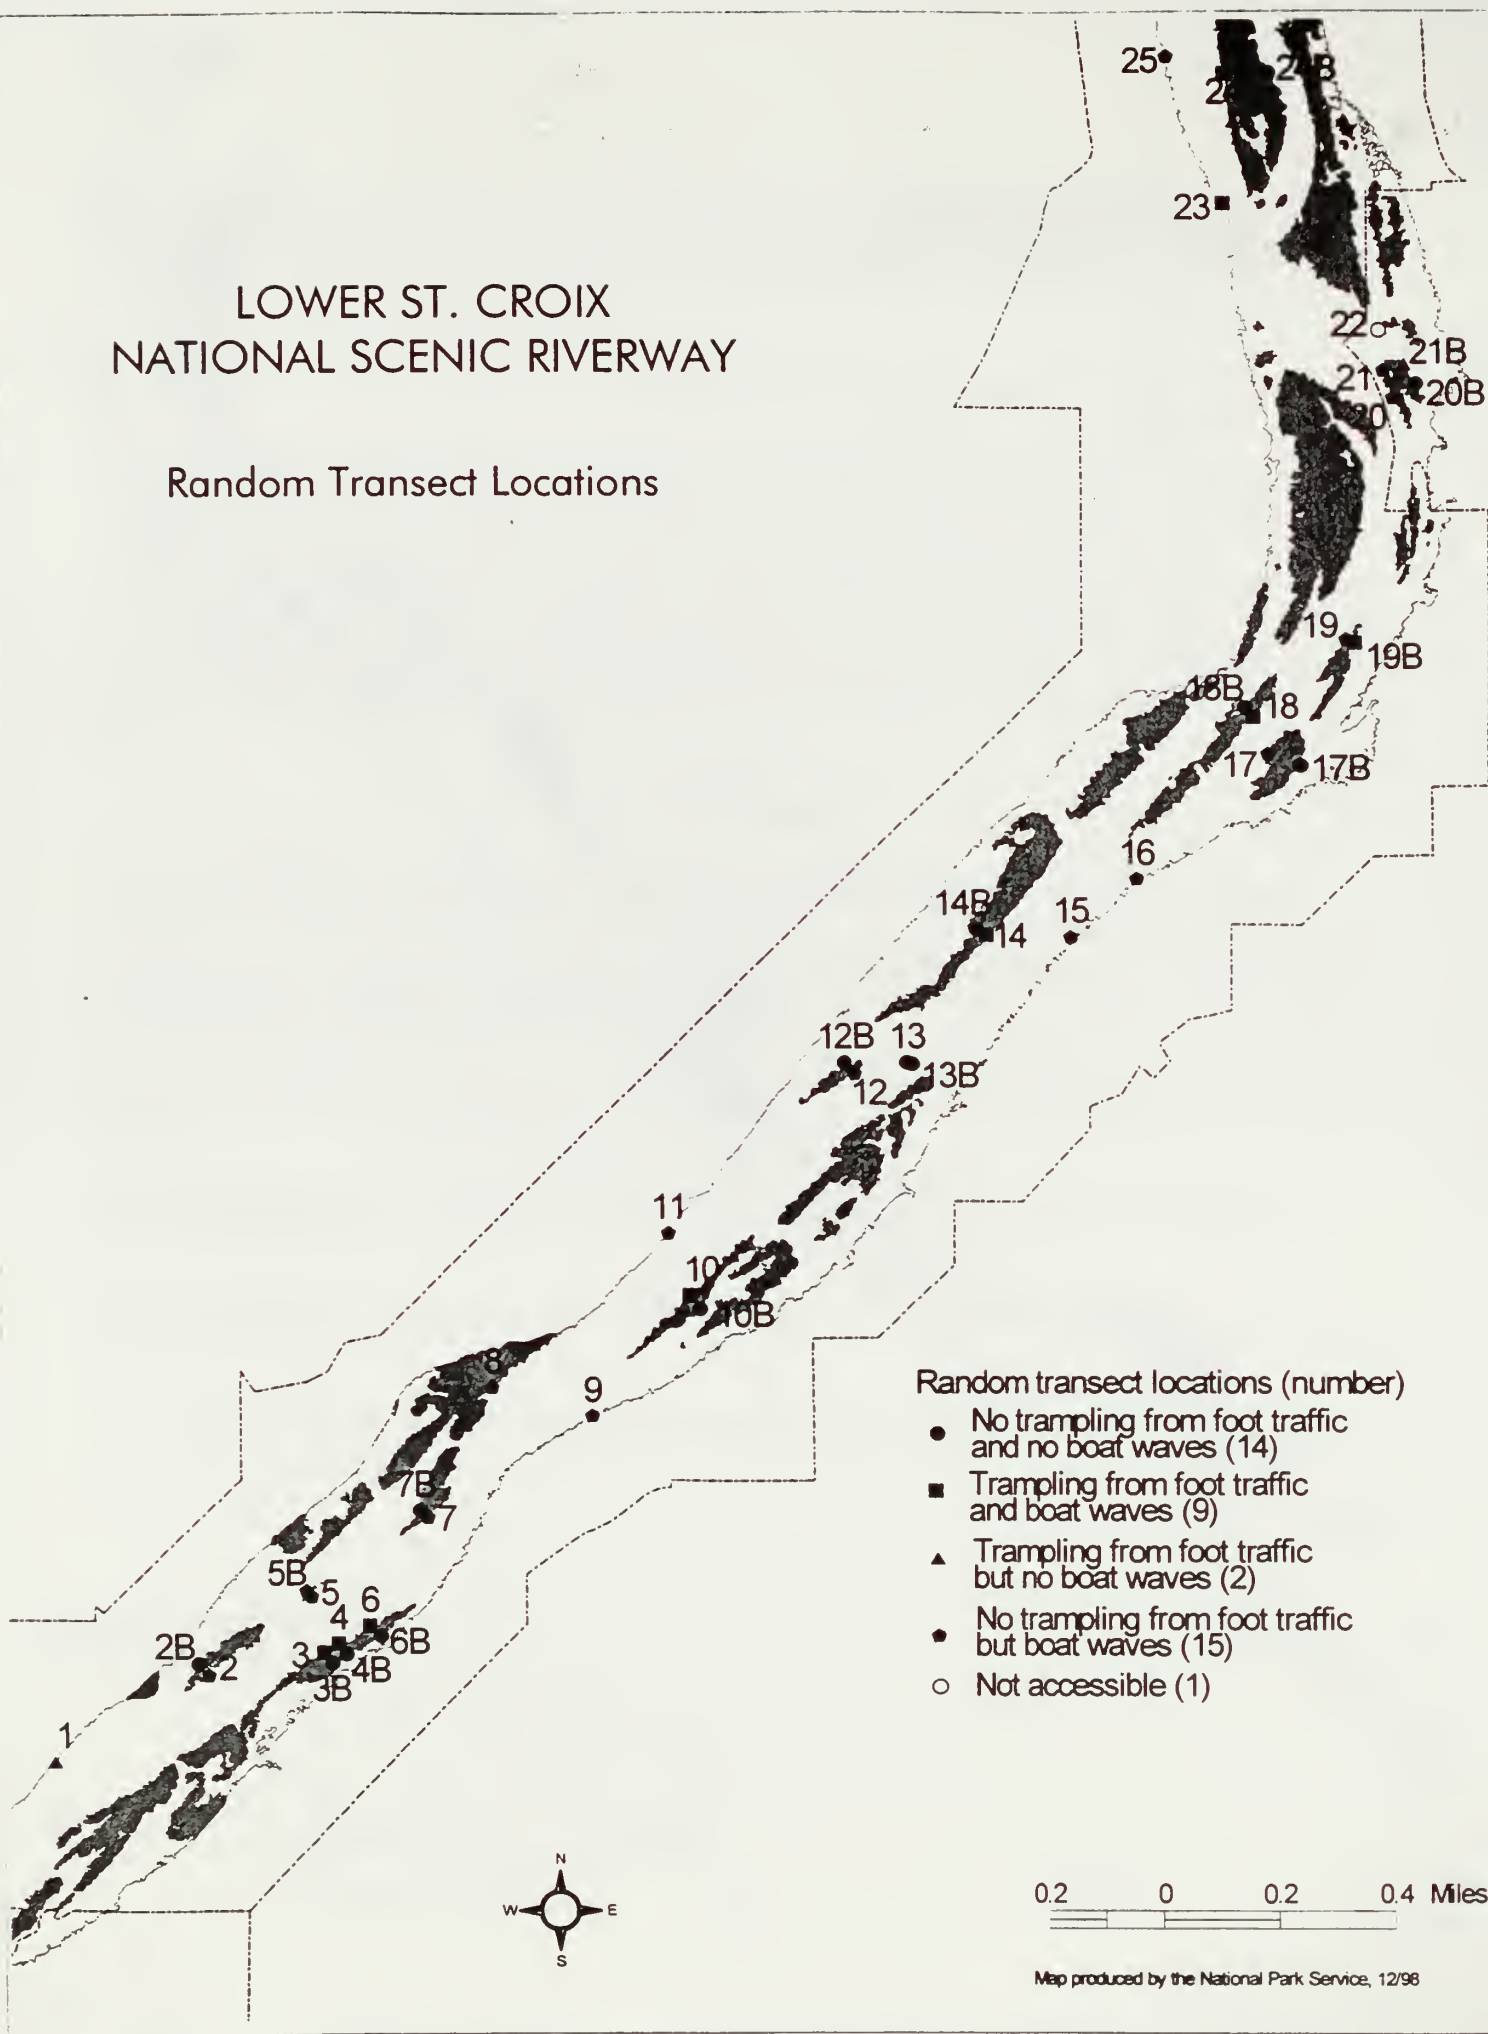 LOWER ST. CROIX
NATIONAL SCENIC RIVERWAY
Random Transect Locations
25
24B
23
22
21B
21
20B
20
19
19B
18B
18
17
17B
16
15
14B
14
12B
13
13B
12
11
10
10B
9
8
7B
7
5B
5
6
4
6B
3
4B
3B
2B
2
1
Random transect locations (number)
No trampling from foot traffic
and no boat waves (14)
Trampling from foot traffic
and boat waves (9)
Trampling from foot traffic
but no boat waves (2)
No trampling from foot traffic
but boat waves (15)
Not accessible (1)
N
W E
S
0.2 0 0.2 0.4 Miles
Map produced by the National Park Service, 12/98